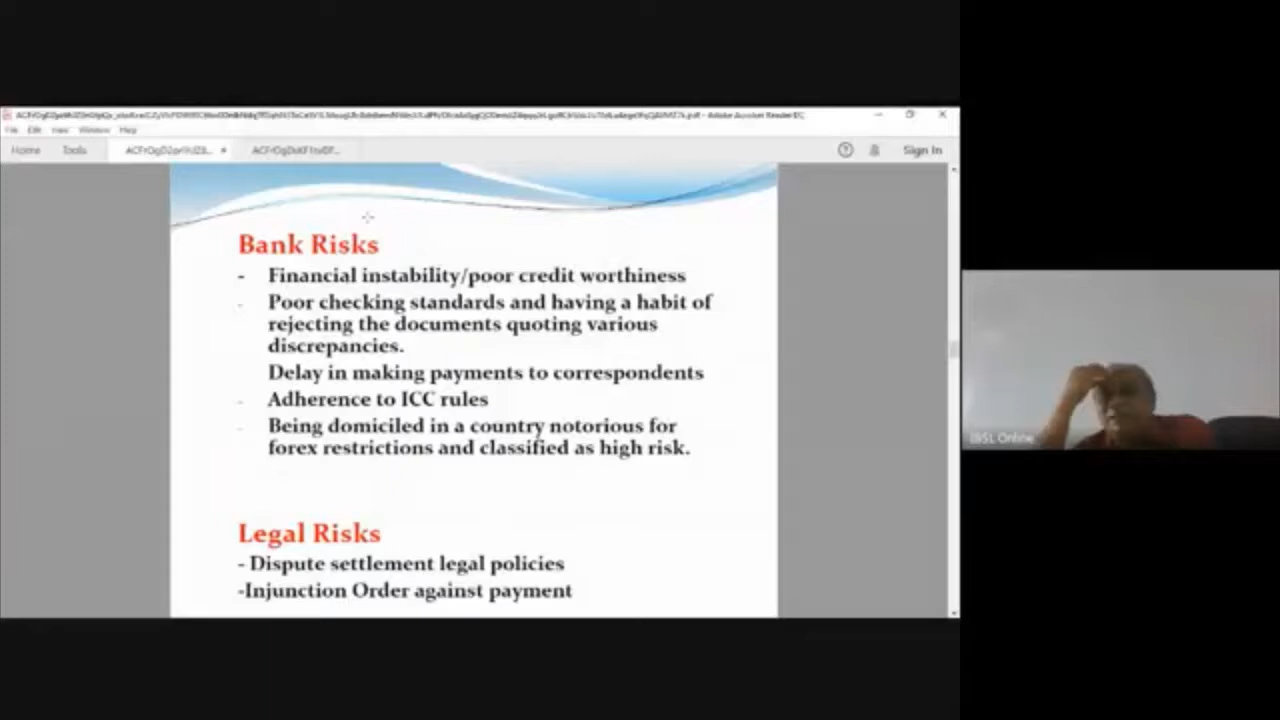 Edit View Window Help
Home Tools
Sign In
Bank Risks
- Financial instability/poor credit worthiness
- Poor checking standards and having a habit of
rejecting the documents quoting various
discrepancies.
Delay in making payments to correspondents
- Adherence to ICC rules
- Being domiciled in a country notorious for
forex restrictions and classified as high risk.
Legal Risks
- Dispute settlement legal policies
-Injunction Order against payment
IBSL Online